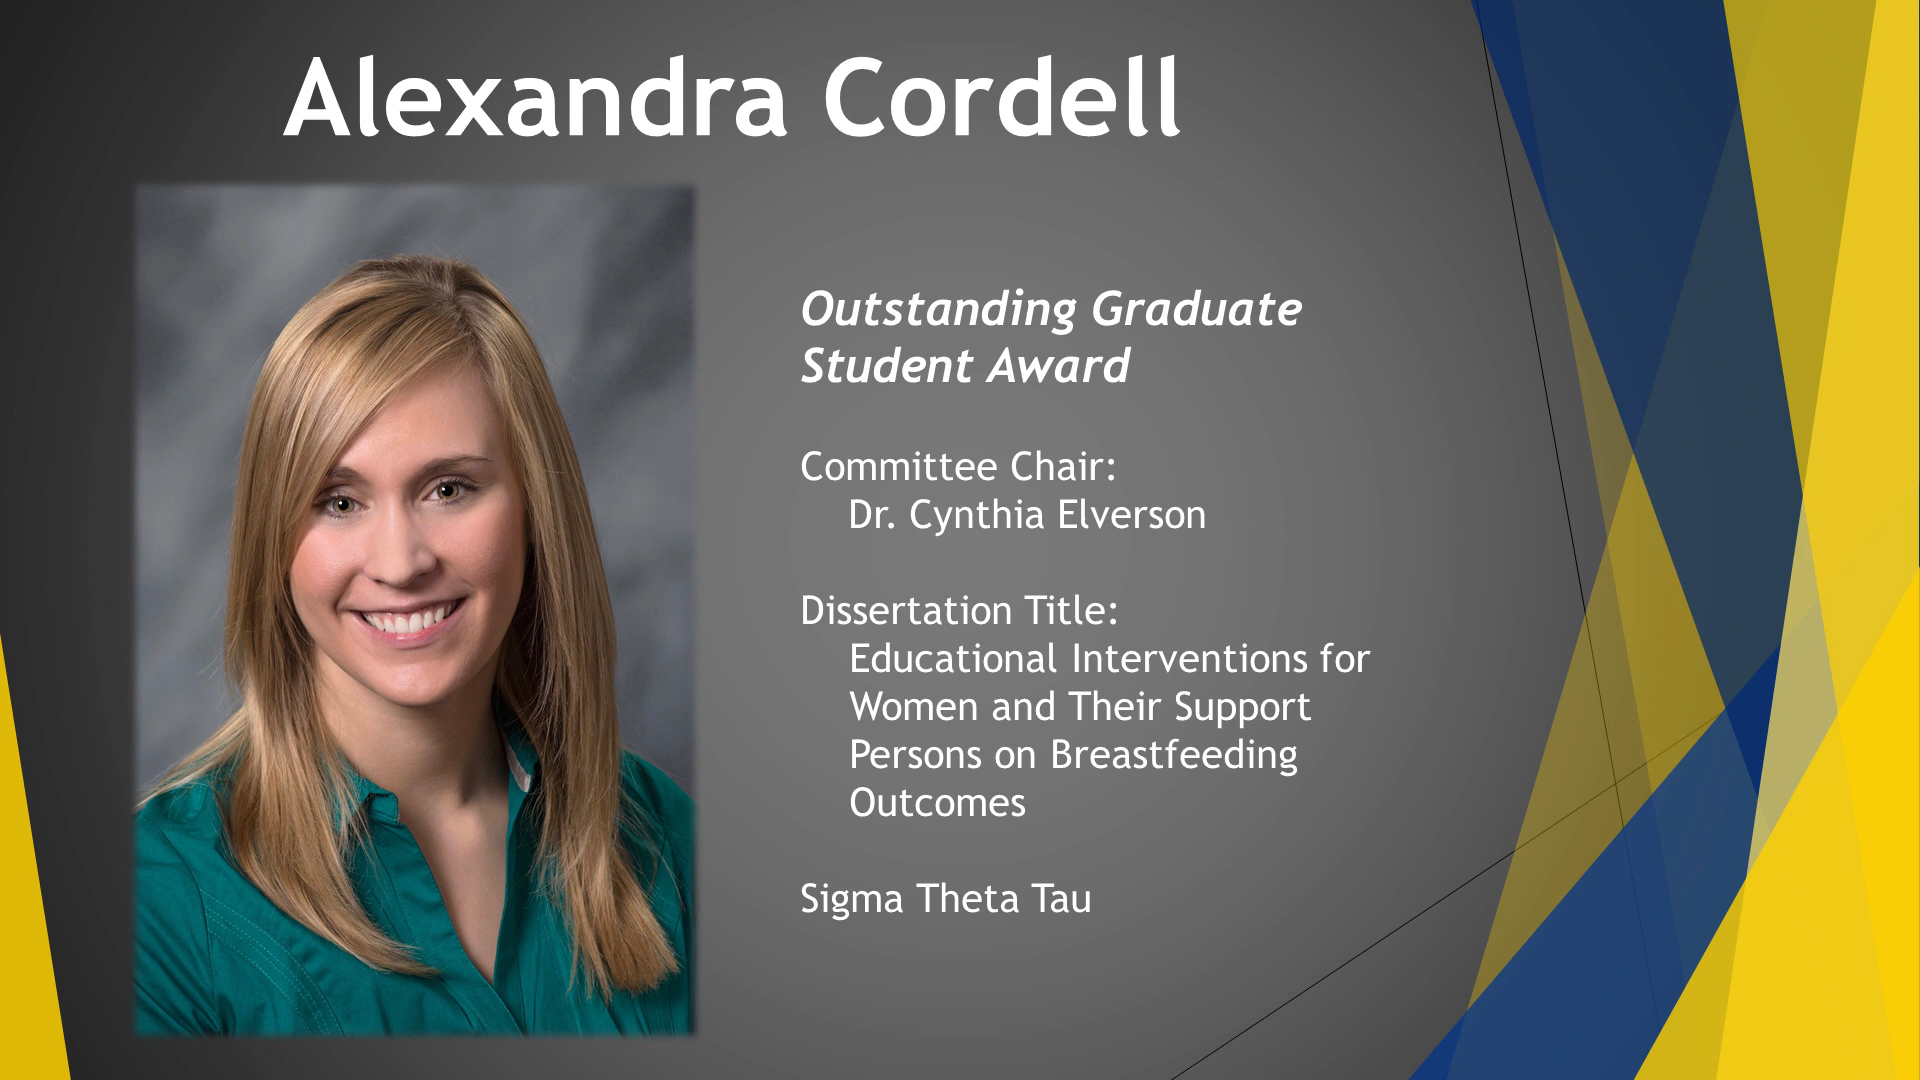 Alexandra Cordell
Outstanding Graduate
Student Award
Committee Chair:
Dr. Cynthia Elverson
Dissertation Title:
Educational Interventions for
Women and Their Support
Persons on Breastfeeding
Outcomes
Sigma Theta Tau